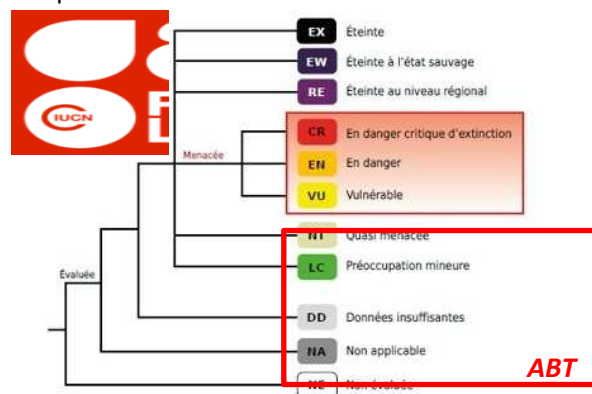 IUCN
EX Éteinte
EW Éteinte à l'état sauvage
RE Éteinte au niveau régional
Menacée
CR En danger critique d'extinction
EN En danger
VU Vulnérable
NT Quasi menacée
LC Préoccupation mineure
Évaluée
DD Données insuffisantes
NA Non applicable
ABT
NE Non évaluée